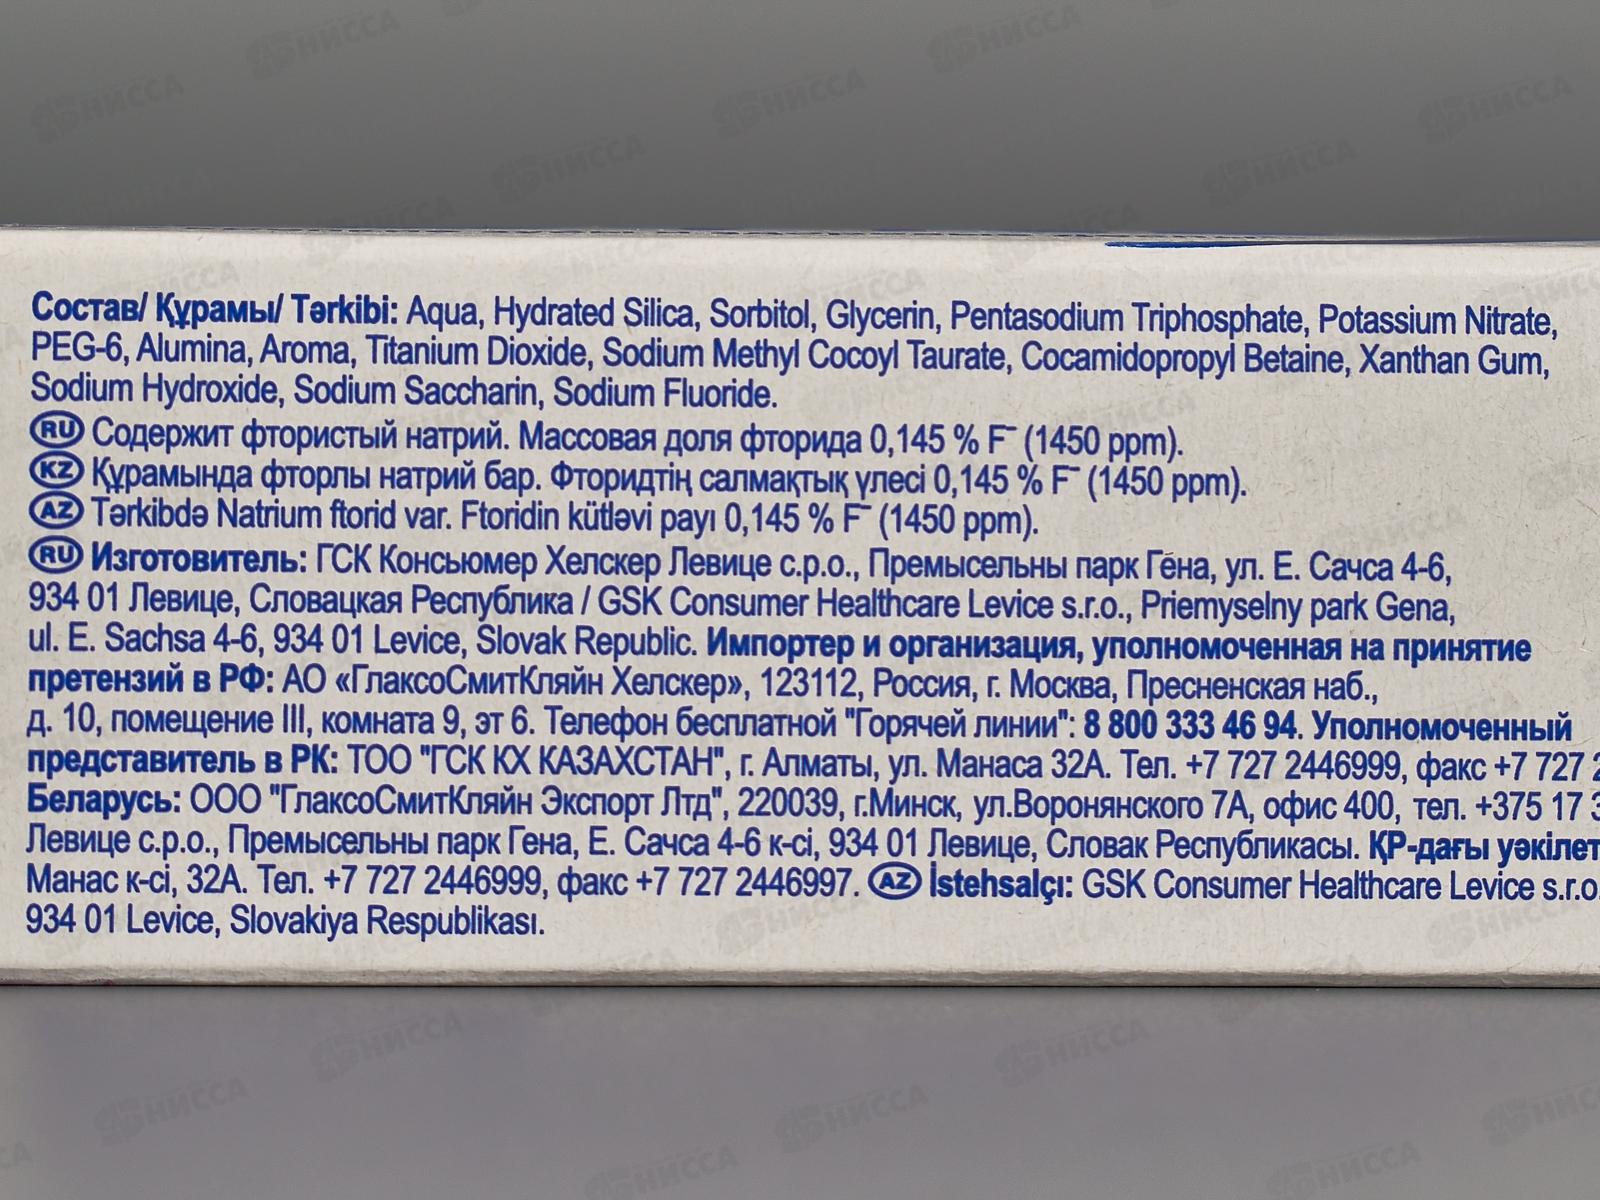 Состав/ Құрамы/ Tərkibi: Aqua, Hydrated Silica, Sorbitol, Glycerin, Pentasodium Triphosphate, Potassium Nitrate,
PEG-6, Alumina, Aroma, Titanium Dioxide, Sodium Methyl Cocoyl Taurate, Cocamidopropyl Betaine, Xanthan Gum,
Sodium Hydroxide, Sodium Saccharin, Sodium Fluoride.
RU Содержит фтористый натрий. Массовая доля фторида 0,145 % F⁻ (1450 ppm).
KZ Құрамында фторлы натрий бар. Фторидтің салмақтық үлесі 0,145 % F⁻ (1450 ppm).
AZ Tərkibdə Natrium ftorid var. Ftoridin kütləvi payı 0,145 % F⁻ (1450 ppm).
RU Изготовитель: ГСК Консьюмер Хелскер Левице с.р.о., Премысельны парк Гена, ул. Е. Сачса 4-6,
934 01 Левице, Словацкая Республика / GSK Consumer Healthcare Levice s.r.o., Priemyselny park Gena,
ul. E. Sachsa 4-6, 934 01 Levice, Slovak Republic. Импортер и организация, уполномоченная на принятие
претензий в РФ: АО «ГлаксоСмитКляйн Хелскер», 123112, Россия, г. Москва, Пресненская наб.,
д. 10, помещение III, комната 9, эт 6. Телефон бесплатной "Горячей линии": 8 800 333 46 94. Уполномоченный
представитель в РК: ТОО "ГСК КХ КАЗАХСТАН", г. Алматы, ул. Манаса 32А. Тел. +7 727 2446999, факс +7 727 2
Беларусь: ООО "ГлаксоСмитКляйн Экспорт Лтд", 220039, г.Минск, ул.Воронянского 7А, офис 400, тел. +375 17 3
Левице с.р.о., Премысельны парк Гена, Е. Сачса 4-6 к-сі, 934 01 Левице, Словак Республикасы. ҚР-дағы уәкілет
Манас к-сі, 32А. Тел. +7 727 2446999, факс +7 727 2446997. AZ İstehsalçı: GSK Consumer Healthcare Levice s.r.o.
934 01 Levice, Slovakiya Respublikası.